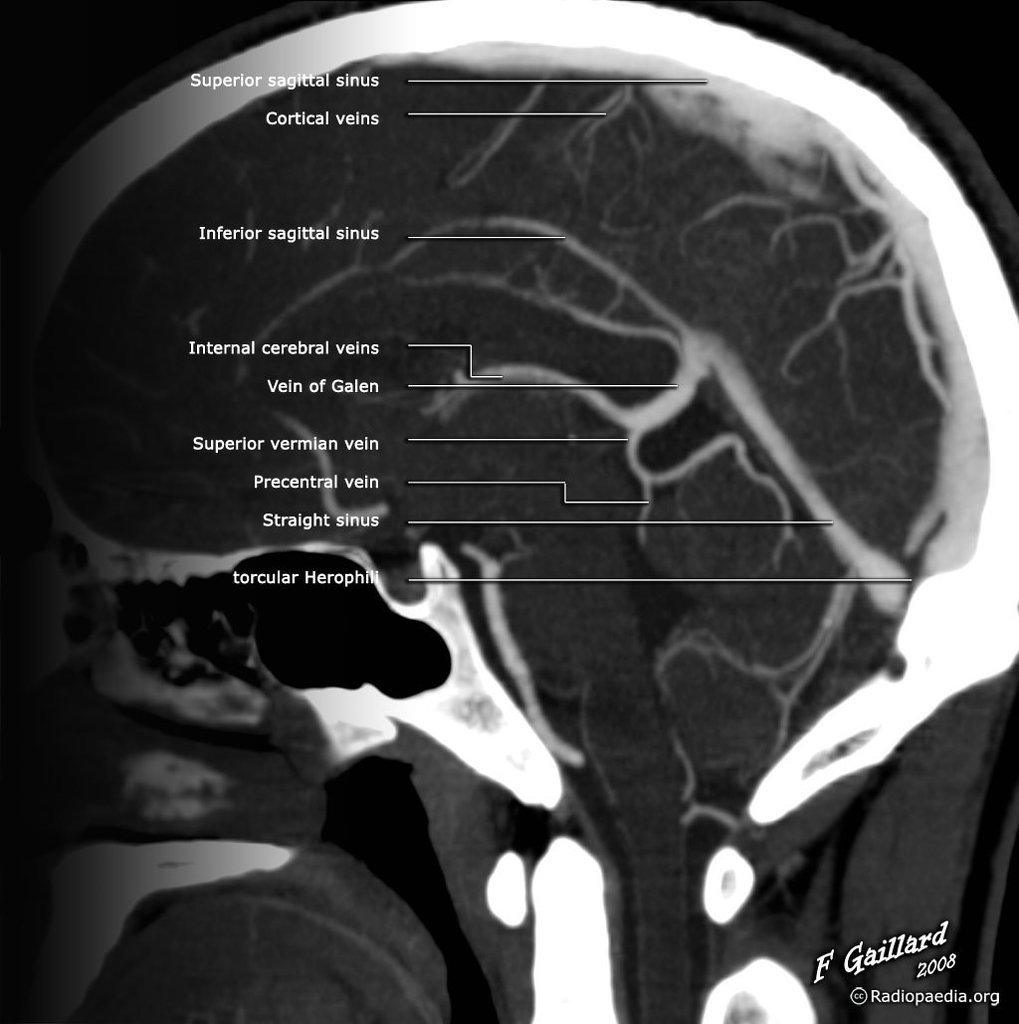 Superior sagittal sinus
Cortical veins
Inferior sagittal sinus
Internal cerebral veins
Vein of Galen
Superior vermian vein
Precentral vein
Straight sinus
torcular Herophili
F Gaillard
2008
cc Radiopaedia.org